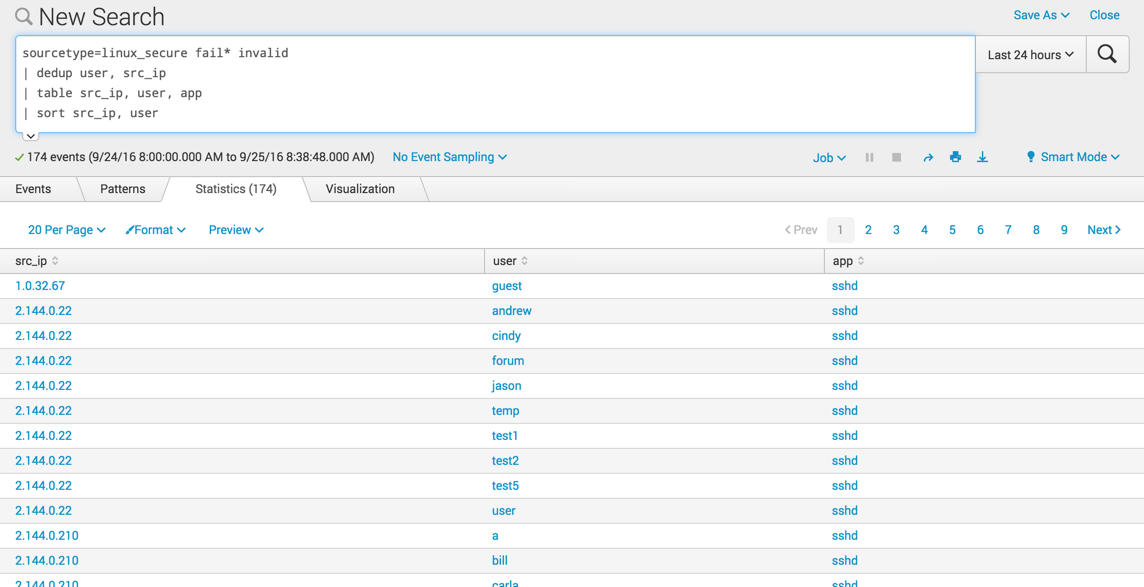 New Search
Save As Close
sourcetype=linux_secure fail* invalid
| dedup user, src_ip
| table src_ip, user, app
| sort src_ip, user
Last 24 hours
174 events (9/24/16 8:00:00.000 AM to 9/25/16 8:38:48.000 AM) No Event Sampling Job Smart Mode
Events Patterns Statistics (174) Visualization
20 Per Page Format Preview < Prev 1 2 3 4 5 6 7 8 9 Next >
src_ip user app
1.0.32.67 guest sshd
2.144.0.22 andrew sshd
2.144.0.22 cindy sshd
2.144.0.22 forum sshd
2.144.0.22 jason sshd
2.144.0.22 temp sshd
2.144.0.22 test1 sshd
2.144.0.22 test2 sshd
2.144.0.22 test5 sshd
2.144.0.22 user sshd
2.144.0.210 a sshd
2.144.0.210 bill sshd
2.144.0.210 carla sshd